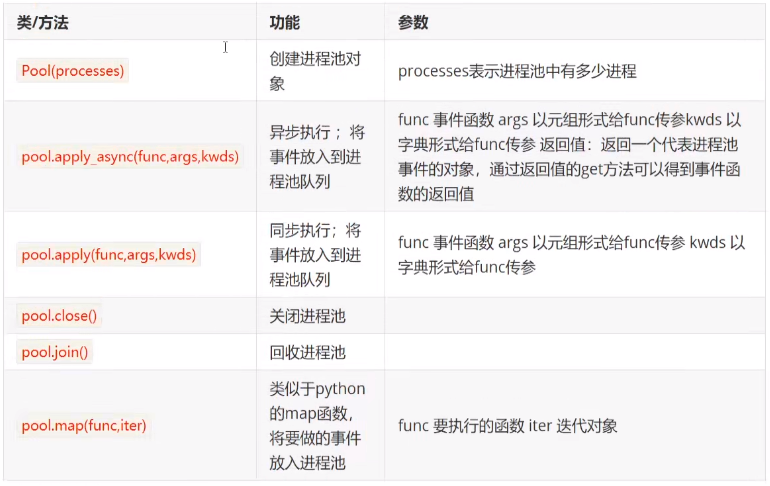 类/方法
功能
参数
Pool(processes)
创建进程池对
象
processes表示进程池中有多少进程
pool.apply_async(func,args,kwds)
异步执行 ；将
事件放入到进
程池队列
func 事件函数 args 以元组形式给func传参kwds 以
字典形式给func传参 返回值：返回一个代表进程池
事件的对象，通过返回值的get方法可以得到事件函
数的返回值
pool.apply(func,args,kwds)
同步执行；将
事件放入到进
程池队列
func 事件函数 args 以元组形式给func传参 kwds 以
字典形式给func传参
pool.close()
关闭进程池
pool.join()
回收进程池
pool.map(func,iter)
类似于python
的map函数，
将要做的事件
放入进程池
func 要执行的函数 iter 迭代对象